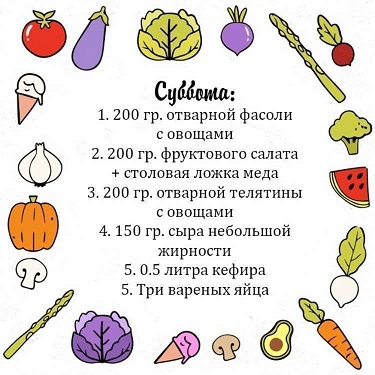 Суббота:
1. 200 гр. отварной фасоли
с овощами
2. 200 гр. фруктового салата
+ столовая ложка меда
3. 200 гр. отварной телятины
с овощами
4. 150 гр. сыра небольшой
жирности
5. 0.5 литра кефира
5. Три вареных яйца